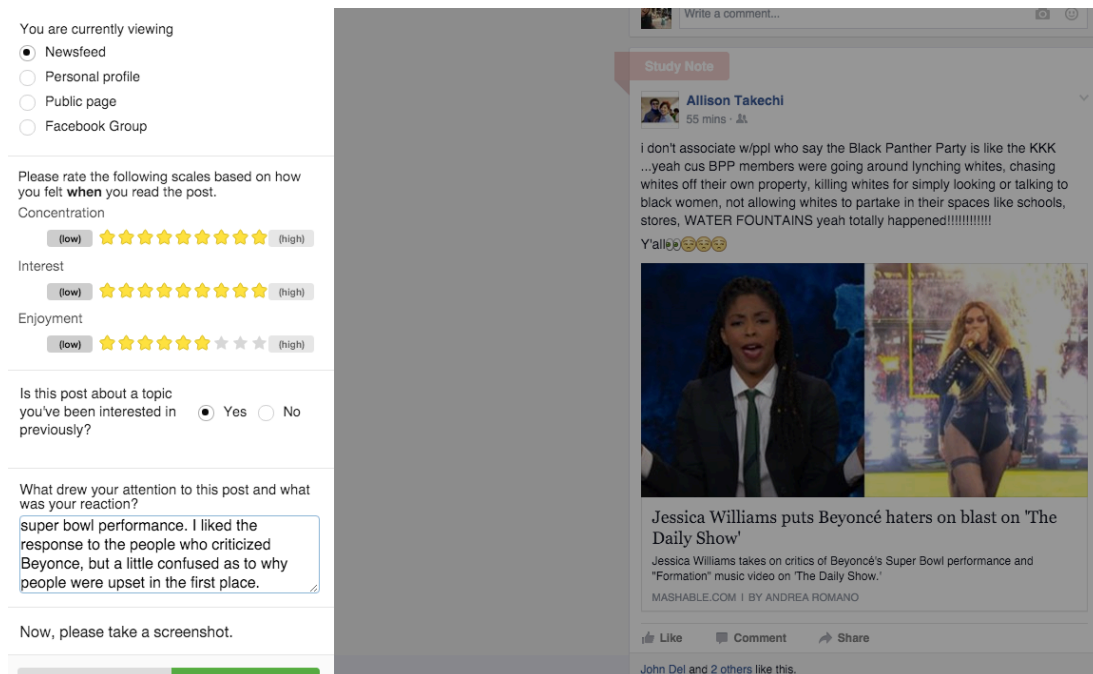 You are currently viewing
Newsfeed
Personal profile
Public page
Facebook Group
Please rate the following scales based on how
you felt when you read the post.
Concentration
(low) (high)
Interest
(low) (high)
Enjoyment
(low) (high)
Is this post about a topic
you've been interested in
previously?
Yes No
What drew your attention to this post and what
was your reaction?
super bowl performance. I liked the
response to the people who criticized
Beyonce, but a little confused as to why
people were upset in the first place.
Now, please take a screenshot.
Write a comment...
Study Note
Allison Takechi
55 mins ·
i don't associate w/ppl who say the Black Panther Party is like the KKK
...yeah cus BPP members were going around lynching whites, chasing
whites off their own property, killing whites for simply looking or talking to
black women, not allowing whites to partake in their spaces like schools,
stores, WATER FOUNTAINS yeah totally happened!!!!!!!!!!!!
Y'all👀😌😌😌
Jessica Williams puts Beyoncé haters on blast on 'The
Daily Show'
Jessica Williams takes on critics of Beyoncé's Super Bowl performance and
"Formation" music video on 'The Daily Show.'
MASHABLE.COM | BY ANDREA ROMANO
Like Comment Share
John Del and 2 others like this.